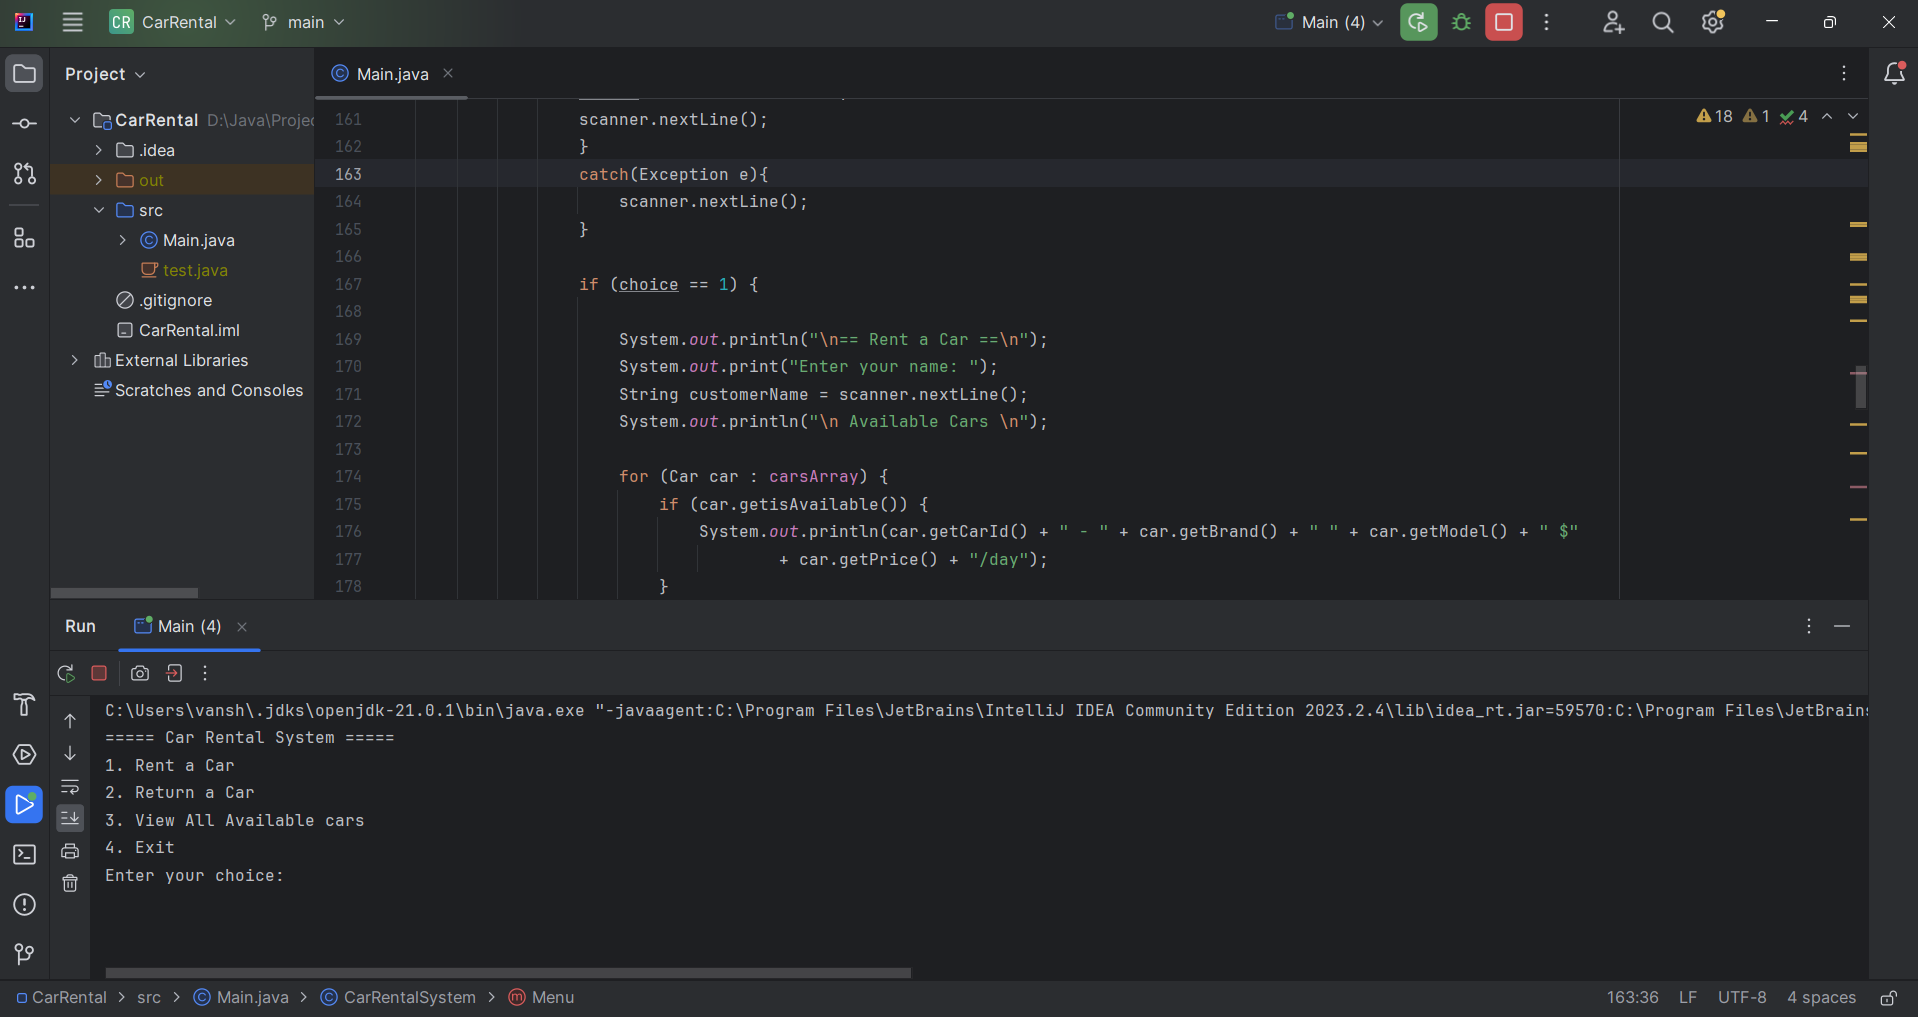 CR CarRental main Main (4)
Project
Main.java
CarRental D:\Java\Projec
.idea
out
src
Main.java
test.java
.gitignore
CarRental.iml
External Libraries
Scratches and Consoles
18 1 4
161 scanner.nextLine();
162 }
163 catch(Exception e){
164 scanner.nextLine();
165 }
166
167 if (choice == 1) {
168
169 System.out.println("\n== Rent a Car ==\n");
170 System.out.print("Enter your name: ");
171 String customerName = scanner.nextLine();
172 System.out.println("\n Available Cars \n");
173
174 for (Car car : carsArray) {
175 if (car.getisAvailable()) {
176 System.out.println(car.getCarId() + " - " + car.getBrand() + " " + car.getModel() + " $"
177 + car.getPrice() + "/day");
178 }
Run Main (4)
C:\Users\vansh\.jdks\openjdk-21.0.1\bin\java.exe "-javaagent:C:\Program Files\JetBrains\IntelliJ IDEA Community Edition 2023.2.4\lib\idea_rt.jar=59570:C:\Program Files\JetBrains
===== Car Rental System =====
1. Rent a Car
2. Return a Car
3. View All Available cars
4. Exit
Enter your choice:
CarRental > src > Main.java > CarRentalSystem > Menu 163:36 LF UTF-8 4 spaces